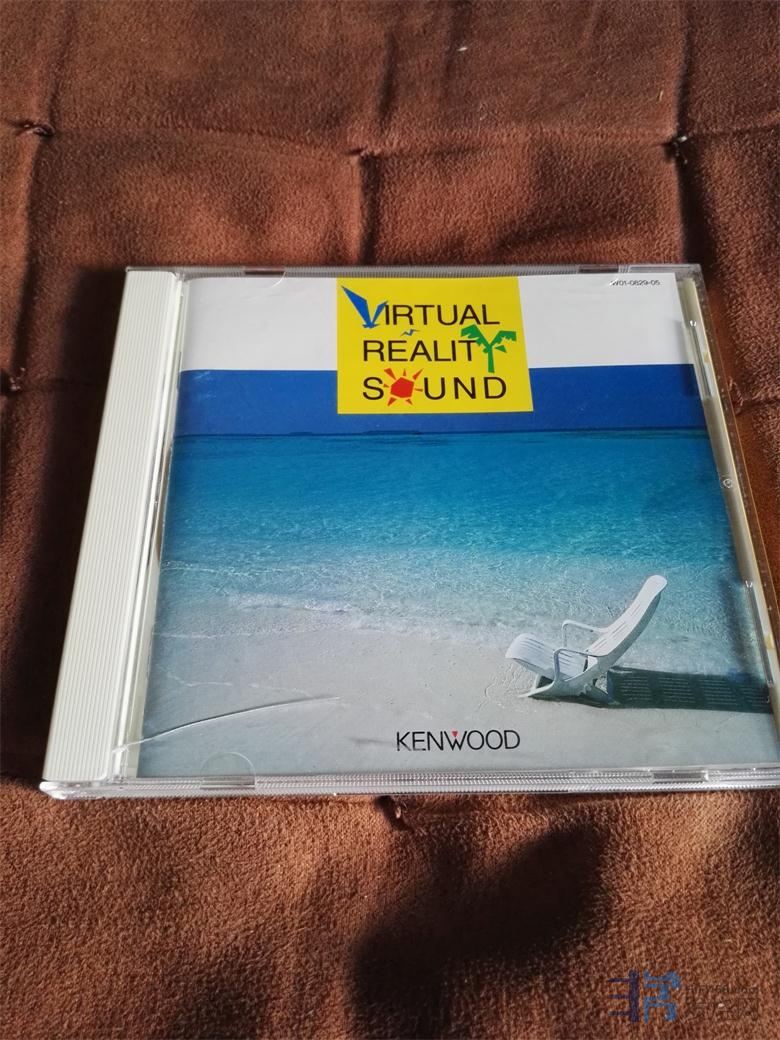 W01-0829-05
VIRTUAL
REALITY
SOUND
KENWOOD